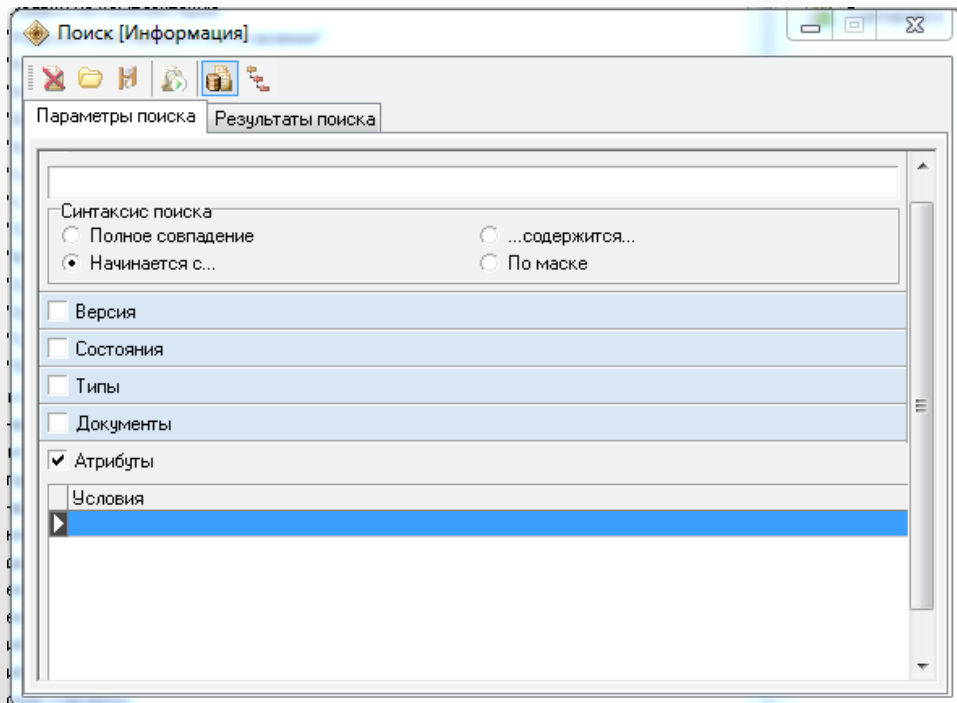 Поиск [Информация]
Параметры поиска Результаты поиска
Синтаксис поиска
Полное совпадение ...содержится...
Начинается с... По маске
Версия
Состояния
Типы
Документы
Атрибуты
Условия